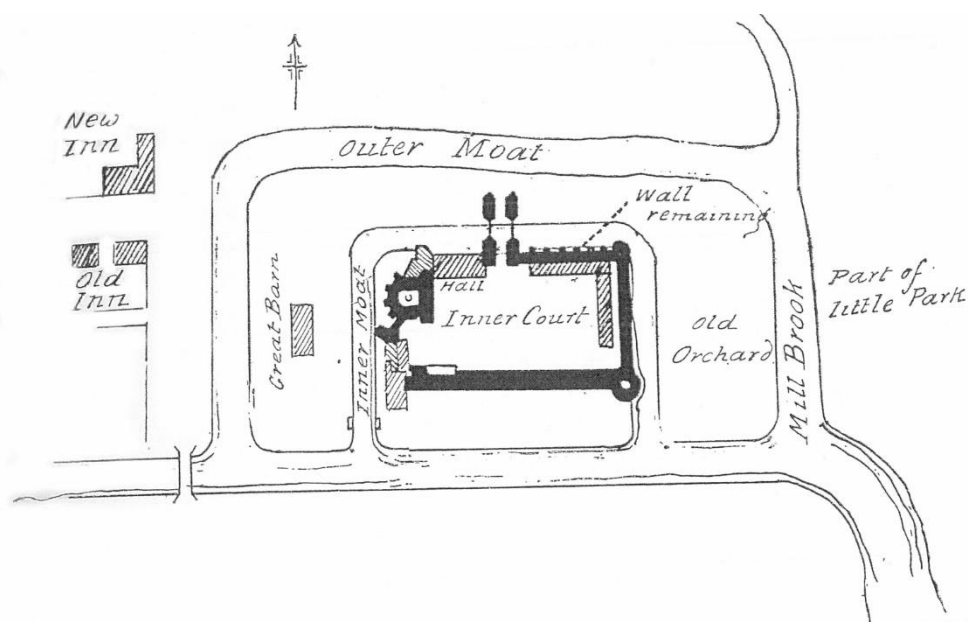 New
Inn
Outer Moat
Wall
remaining
Old
Inn
Great Barn
Inner Moat
Hall
C
Inner Court
Old
Orchard
Mill Brook
Part of
little Park